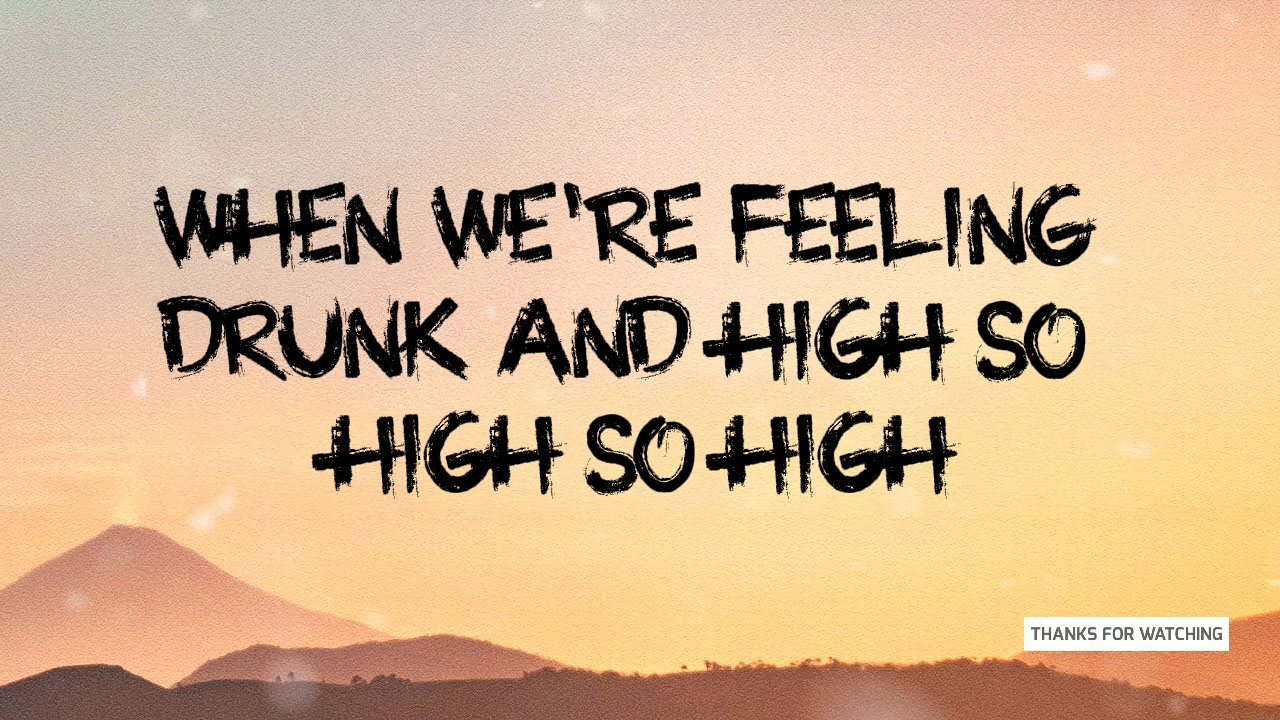 WHEN WE'RE FEELING
DRUNK AND HIGH SO
HIGH SO HIGH
THANKS FOR WATCHING